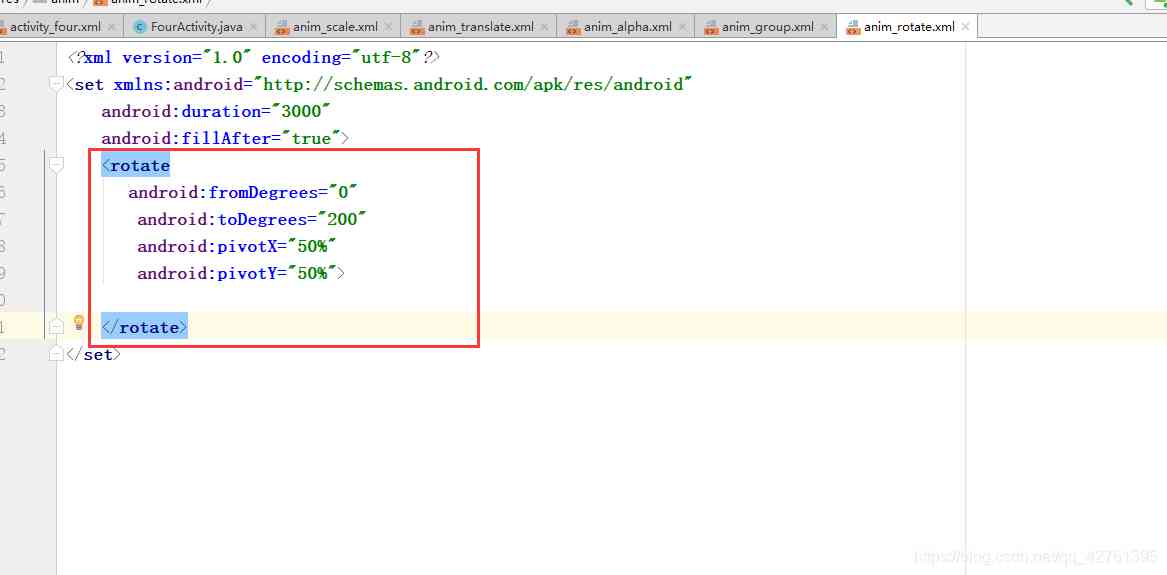 res anim anim_rotate.xml
activity_four.xml FourActivity.java anim_scale.xml anim_translate.xml anim_alpha.xml anim_group.xml anim_rotate.xml
1 <?xml version="1.0" encoding="utf-8"?>
2 <set xmlns:android="http://schemas.android.com/apk/res/android"
3 android:duration="3000"
4 android:fillAfter="true">
5 <rotate
6 android:fromDegrees="0"
7 android:toDegrees="200"
8 android:pivotX="50%"
9 android:pivotY="50%">
0
1 </rotate>
2 </set>
https://blog.csdn.net/qq_42761395